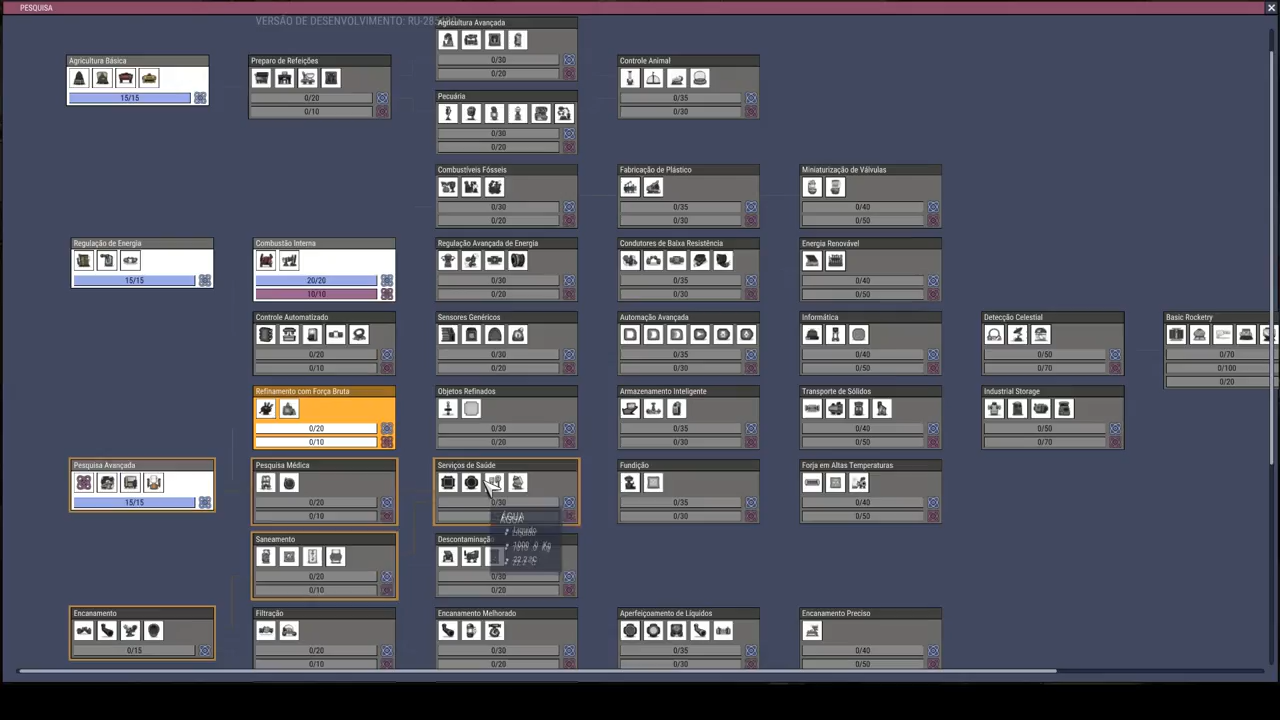 PESQUISA
VERSÃO DE DESENVOLVIMENTO: RU-285480
Agricultura Avançada
0/30
0/20
Agricultura Básica
15/15
Preparo de Refeições
0/20
0/10
Controle Animal
0/35
0/30
Pecuária
0/30
0/20
Combustíveis Fósseis
0/30
0/20
Fabricação de Plástico
0/35
0/30
Miniaturização de Válvulas
0/40
0/50
Regulação de Energia
15/15
Combustão Interna
20/20
10/10
Regulação Avançada de Energia
0/30
0/20
Condutores de Baixa Resistência
0/35
0/30
Energia Renovável
0/40
0/50
Controle Automatizado
0/20
0/10
Sensores Genéricos
0/30
0/20
Automação Avançada
0/35
0/30
Informática
0/40
0/50
Detecção Celestial
0/50
0/70
Basic Rocketry
0/70
0/100
0/20
Refinamento com Força Bruta
0/20
0/10
Objetos Refinados
0/30
0/20
Armazenamento Inteligente
0/35
0/30
Transporte de Sólidos
0/40
0/50
Industrial Storage
0/50
0/70
Pesquisa Avançada
15/15
Pesquisa Médica
0/20
0/10
Serviços de Saúde
0/30
Fundição
0/35
0/30
Forja em Altas Temperaturas
0/40
0/50
ÁGUA
Líquido
Saneamento
0/20
0/10
Descontaminação
0/30
0/20
Encanamento
0/15
Filtração
0/20
0/10
Encanamento Melhorado
0/30
0/20
Aperfeiçoamento de Líquidos
0/35
0/30
Encanamento Preciso
0/40
0/50